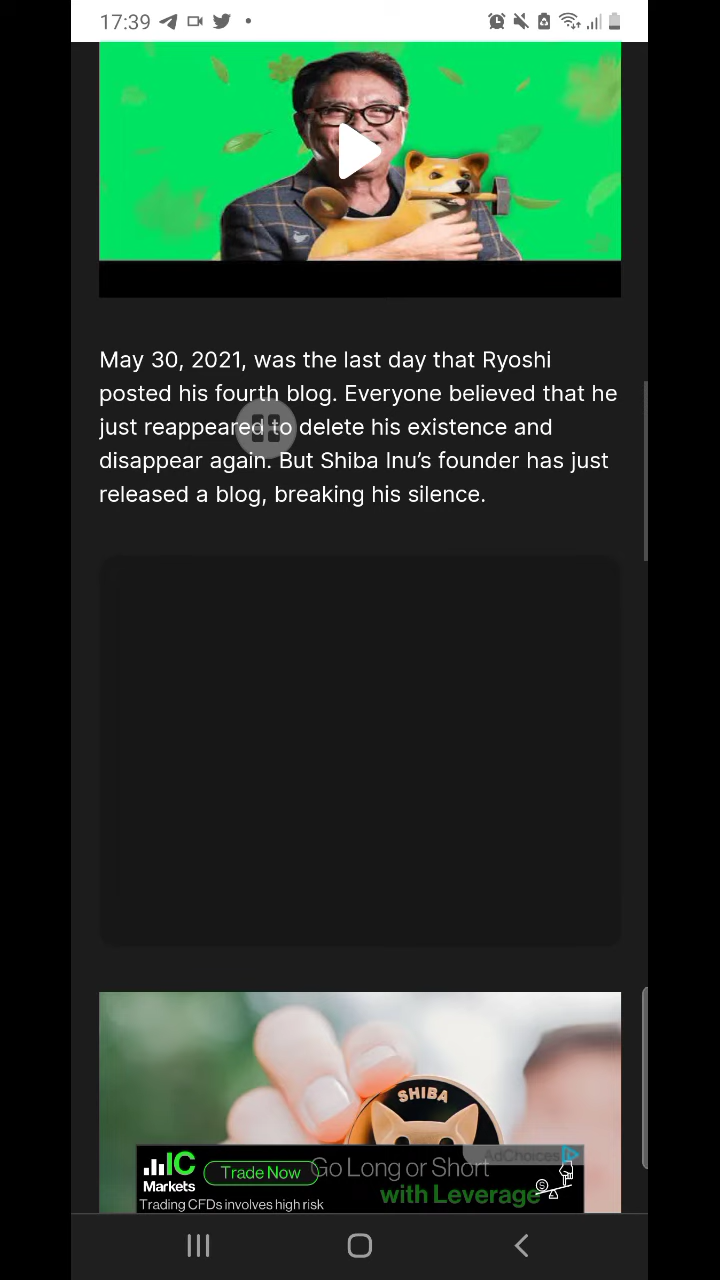 17:39
May 30, 2021, was the last day that Ryoshi
posted his fourth blog. Everyone believed that he
just reappeared to delete his existence and
disappear again. But Shiba Inu’s founder has just
released a blog, breaking his silence.
SHIBA
AdChoices
IC
Markets
Trade Now
Go Long or Short
with Leverage
Trading CFDs involves high risk